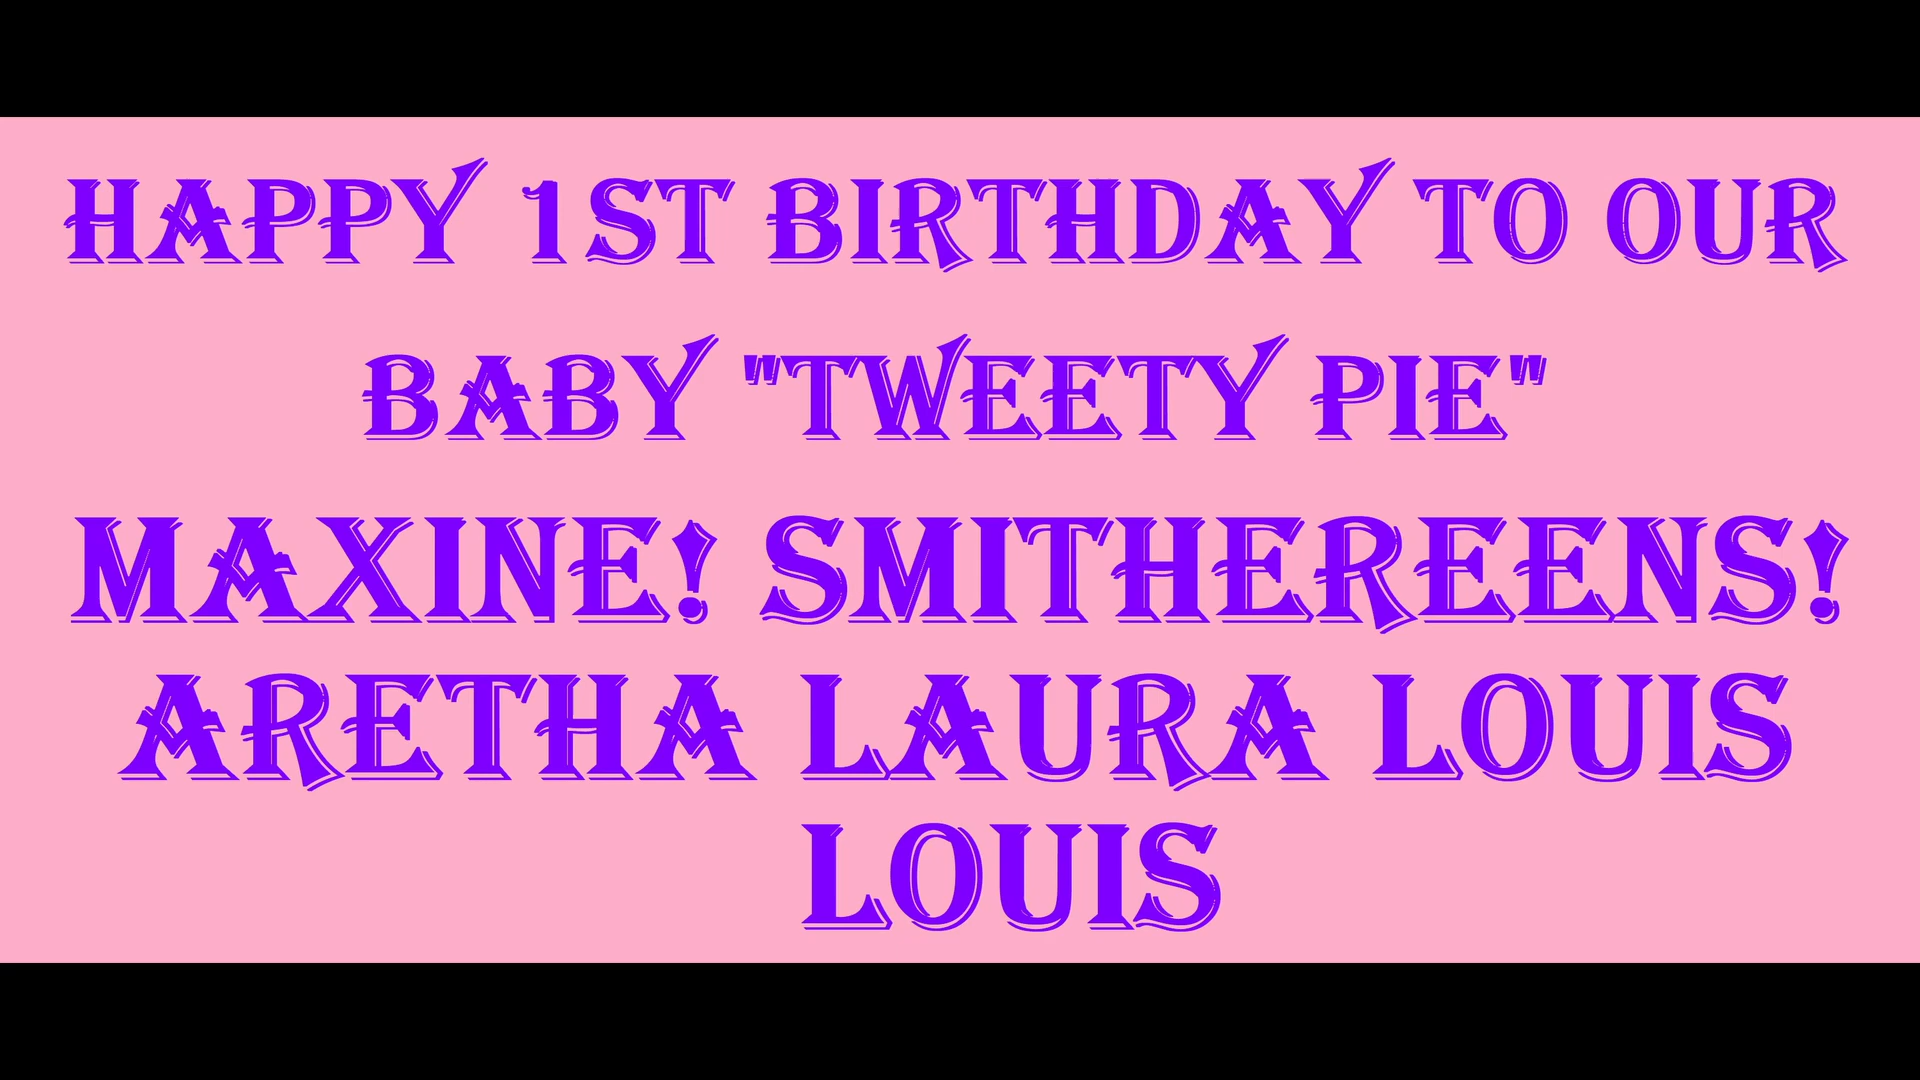 HAPPY 1ST BIRTHDAY TO OUR
BABY "TWEETY PIE"
MAXINE! SMITHEREENS!
ARETHA LAURA LOUIS
LOUIS